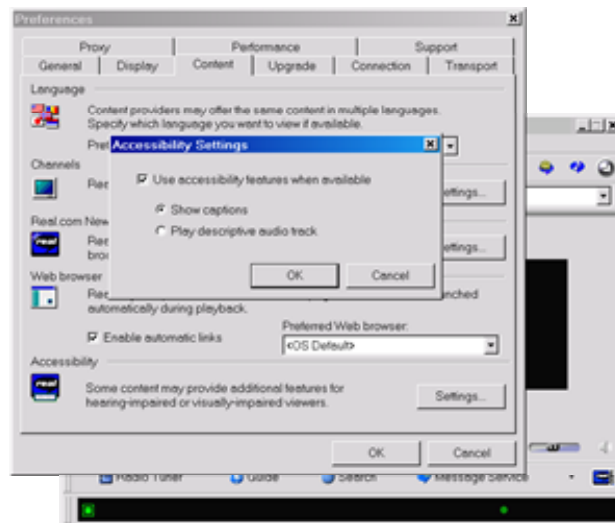 Preferences
Proxy
Performance
Support
General
Display
Content
Upgrade
Connection
Transport
Language
Content providers may offer the same content in multiple languages.
Specify which language you want to view if available.
Accessibility Settings
Channels
Use accessibility features when available
Show captions
Play descriptive audio track
Real.com New
real
OK
Cancel
Web browser
automatically during playback.
Enable automatic links
Preferred Web browser:
<OS Default>
Accessibility
real
Some content may provide additional features for
hearing-impaired or visually-impaired viewers.
Settings...
OK
Cancel
Radio Tuner
Guide
Search
Message Service